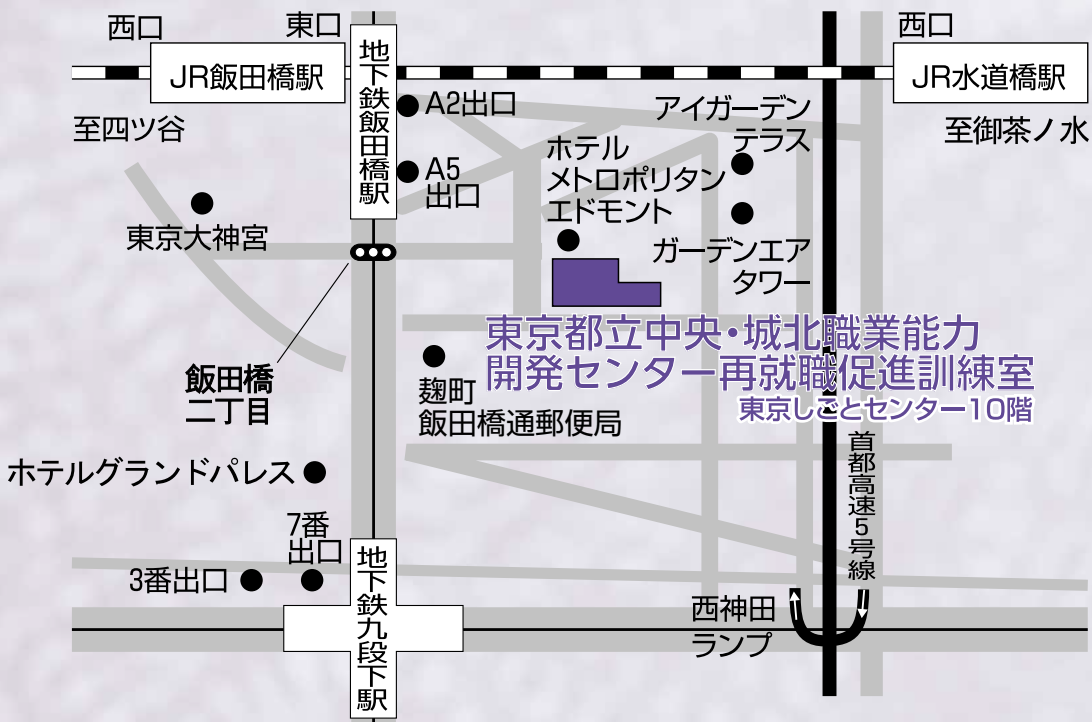 西口
東口
西口
JR飯田橋駅
JR水道橋駅
至四ツ谷
至御茶ノ水
地下鉄飯田橋駅
A2出口
A5
出口
アイガーデン
テラス
ホテル
メトロポリタン
エドモント
東京大神宮
ガーデンエア
タワー
東京都立中央・城北職業能力
開発センター再就職促進訓練室
東京しごとセンター10階
飯田橋
二丁目
麹町
飯田橋通郵便局
首都高速5号線
ホテルグランドパレス
7番
出口
3番出口
地下鉄九段下駅
西神田
ランプ